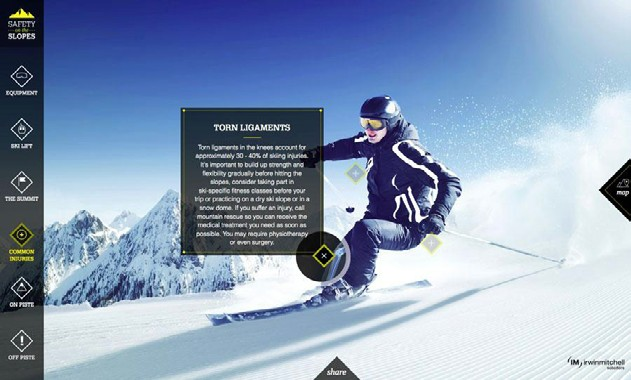 SAFETY
on the
SLOPES
EQUIPMENT
SKI LIFT
THE SUMMIT
COMMON
INJURIES
ON PISTE
OFF PISTE
TORN LIGAMENTS
Torn ligaments in the knees account for
approximately 30 - 40% of skiing injuries.
It's important to build up strength and
flexibility gradually before hitting the
slopes, consider taking part in
ski-specific fitness classes before your
trip or practicing on a dry ski slope or in a
snow dome. If you suffer an injury, call
mountain rescue so you can receive the
medical treatment you need as soon as
possible. You may require physiotherapy
or even surgery.
map
share
IM irwinmitchell
solicitors